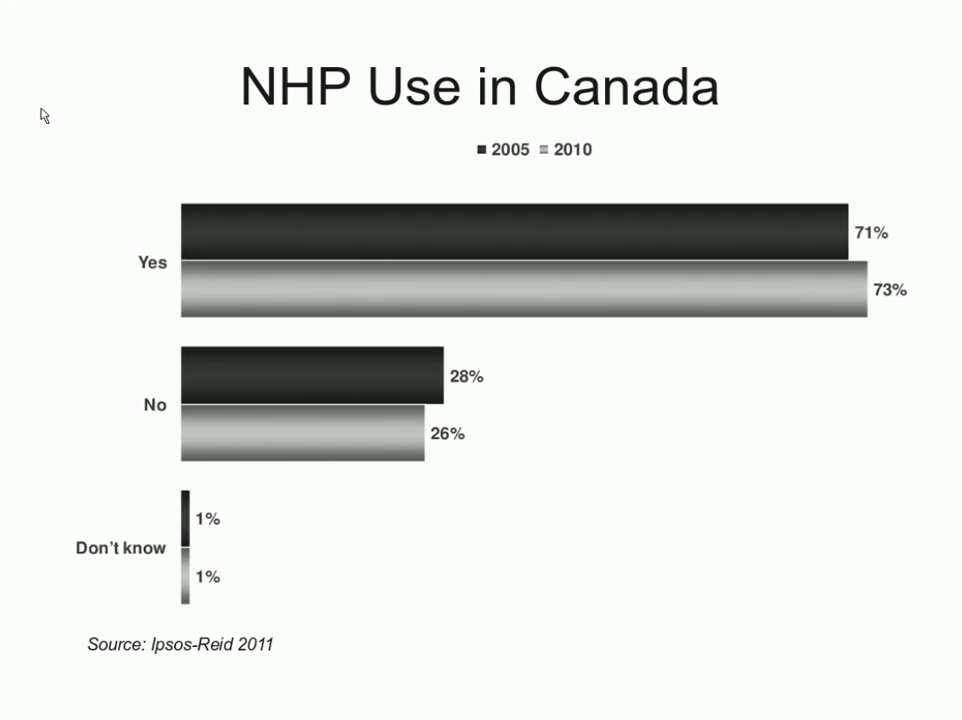 NHP Use in Canada
2005 2010
Yes
71%
73%
No
28%
26%
Don't know
1%
1%
Source: Ipsos-Reid 2011